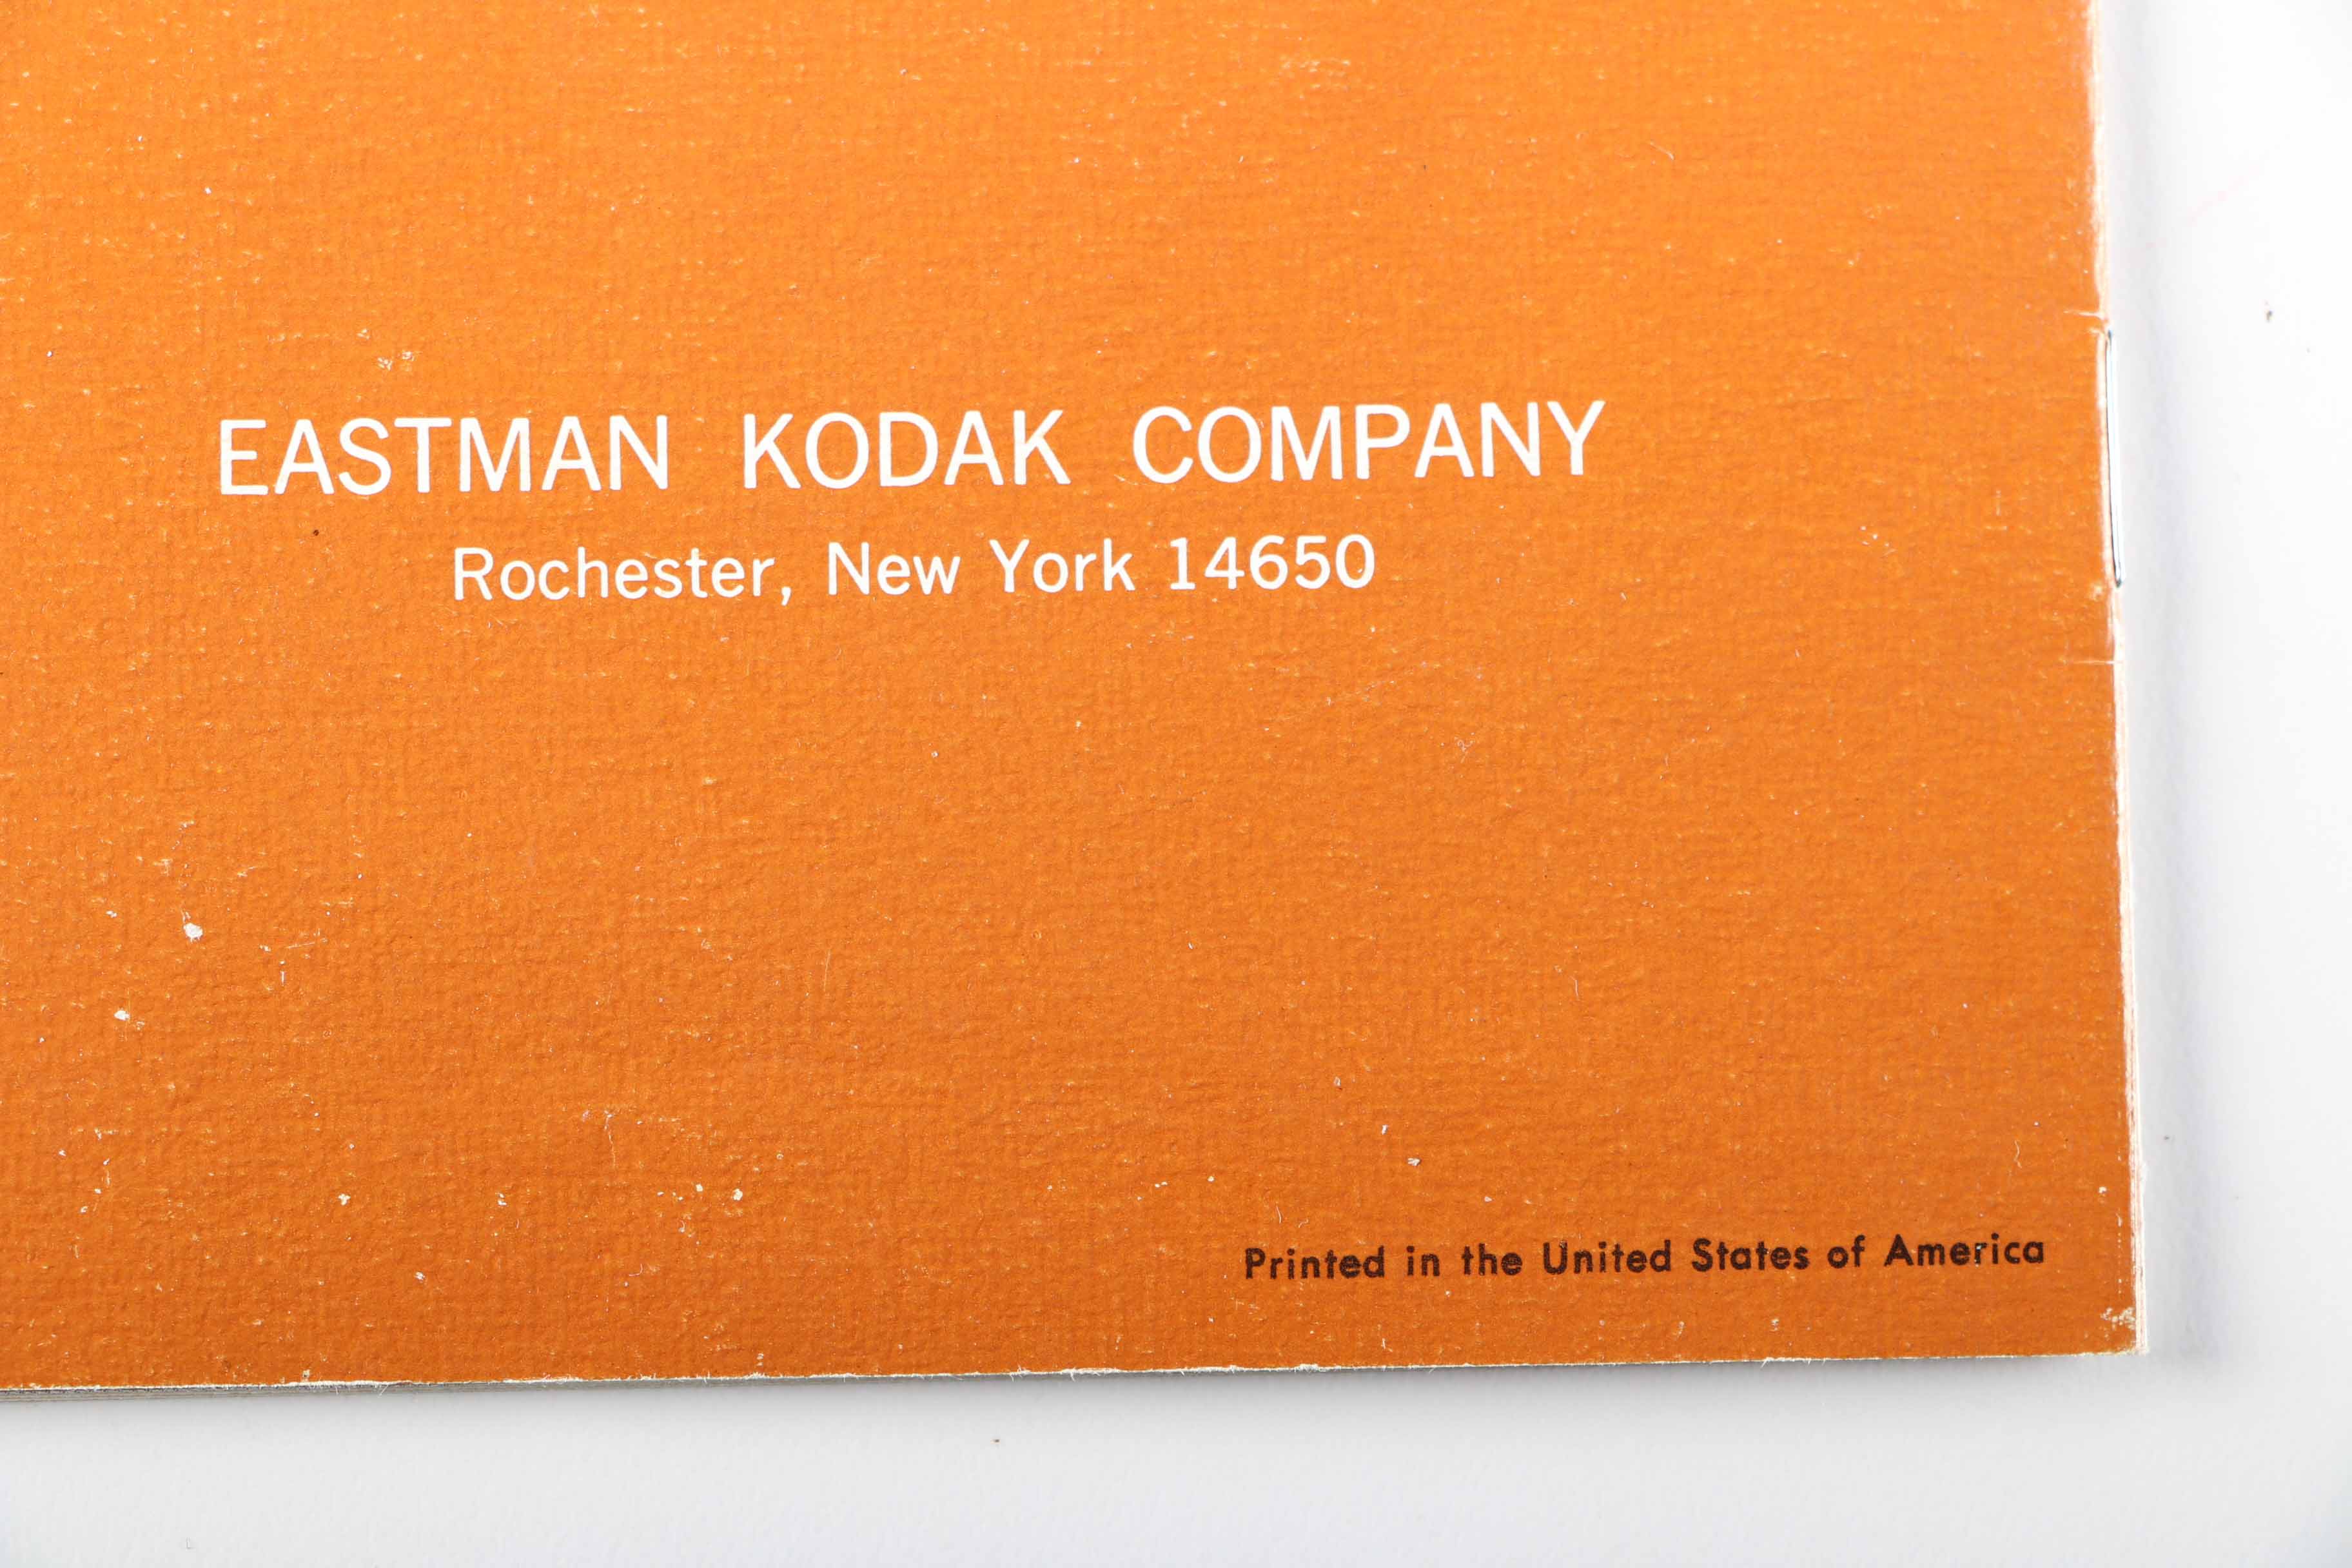 EASTMAN KODAK COMPANY
Rochester, New York 14650
Printed in the United States of America